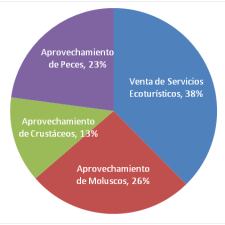 Aprovechamiento
de Peces, 23%
Venta de Servicios
Ecoturísticos, 38%
Aprovechamiento
de Crustáceos, 13%
Aprovechamiento
de Moluscos, 26%